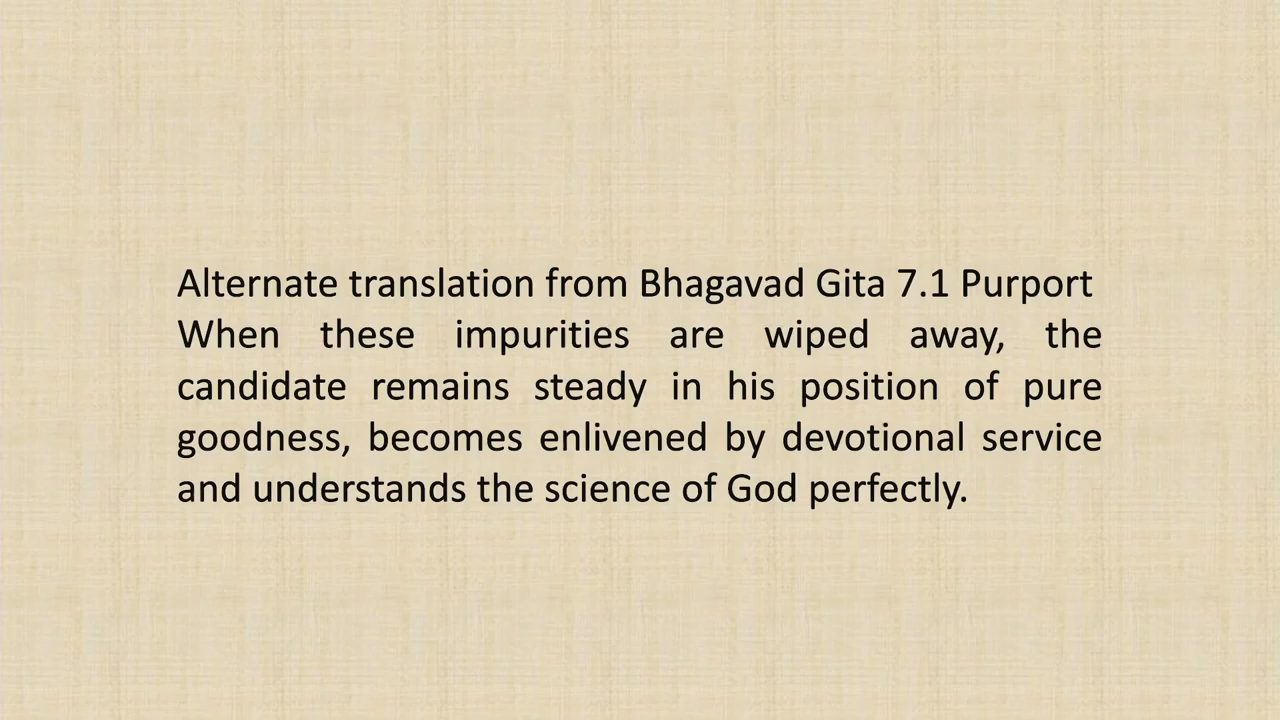 Alternate translation from Bhagavad Gita 7.1 Purport
When these impurities are wiped away, the
candidate remains steady in his position of pure
goodness, becomes enlivened by devotional service
and understands the science of God perfectly.